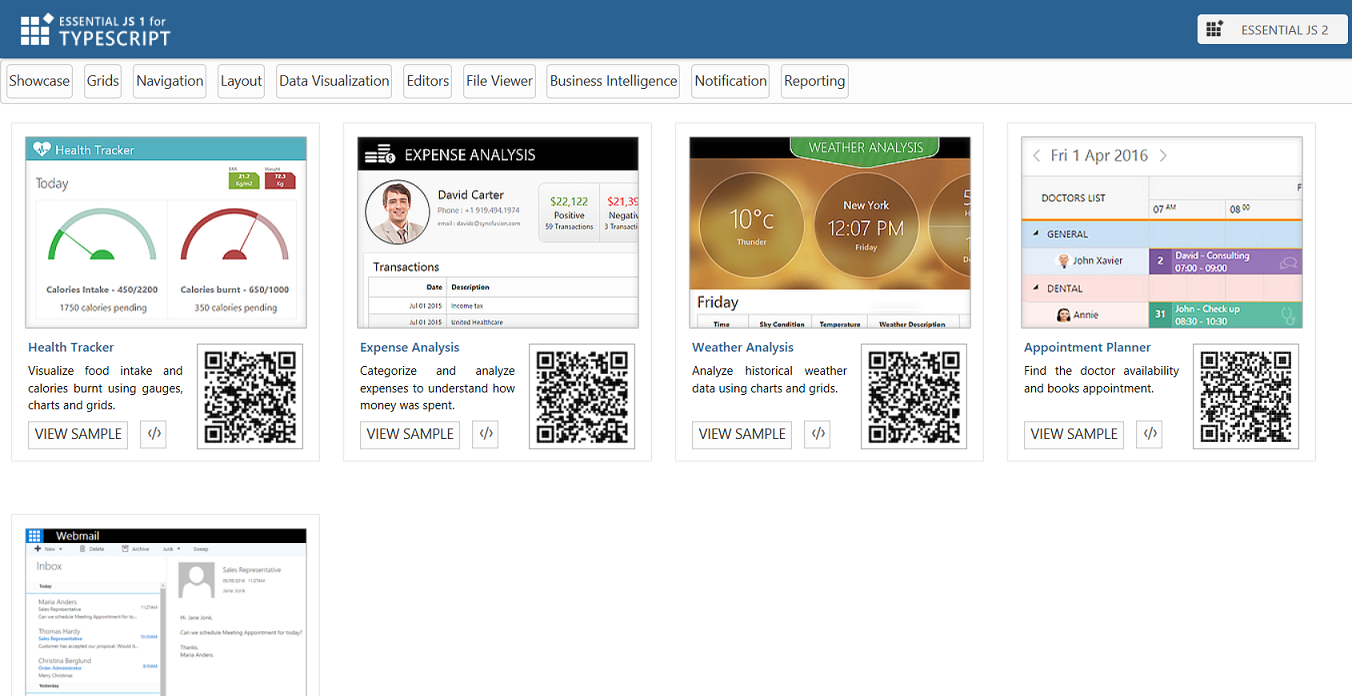 ESSENTIAL JS 1 for
TYPESCRIPT
ESSENTIAL JS 2
Showcase
Grids
Navigation
Layout
Data Visualization
Editors
File Viewer
Business Intelligence
Notification
Reporting
Health Tracker
Today
BMI
21.7
Kg/m2
Weight
72.3
Kg
Calories Intake - 450/2200
1750 calories pending
Calories burnt - 650/1000
350 calories pending
Health Tracker
Visualize food intake and
calories burnt using gauges,
charts and grids.
VIEW SAMPLE
</>
EXPENSE ANALYSIS
David Carter
Phone : +1 919.494.1974
email : davidc@syncfusion.com
$22,122
Positive
59 Transactions
$21,39
Negativ
3 Transacti
Transactions
Date Description
Jul 01 2015 Income tax
Jul 01 2015 United Healthcare
Expense Analysis
Categorize and analyze
expenses to understand how
money was spent.
VIEW SAMPLE
</>
WEATHER ANALYSIS
10°c
Thunder
New York
12:07 PM
Friday
Friday
Time Sky Condition Temperature Weather Description
Weather Analysis
Analyze historical weather
data using charts and grids.
VIEW SAMPLE
</>
Fri 1 Apr 2016
DOCTORS LIST
07 AM
08 00
GENERAL
John Xavier
2
David - Consulting
07:00 - 09:00
DENTAL
Annie
31
John - Check up
08:30 - 10:30
Appointment Planner
Find the doctor availability
and books appointment.
VIEW SAMPLE
</>
Webmail
New Delete Archive Junk Sweep
Inbox
Today
Maria Anders
Sales Representative 11:27AM
Can we schedule Meeting Appointment for to...
Thomas Hardy
Sales Representative 10:30AM
Customer has accepted our proposal. Would it...
Christina Berglund
Order Administrator 8:10AM
Merry Christmas
Yesterday
Sales Representative
Jane Jonk
Hi Jane Jonk,
Can we schedule Meeting Appointment for today?
Thanks,
Maria Anders.